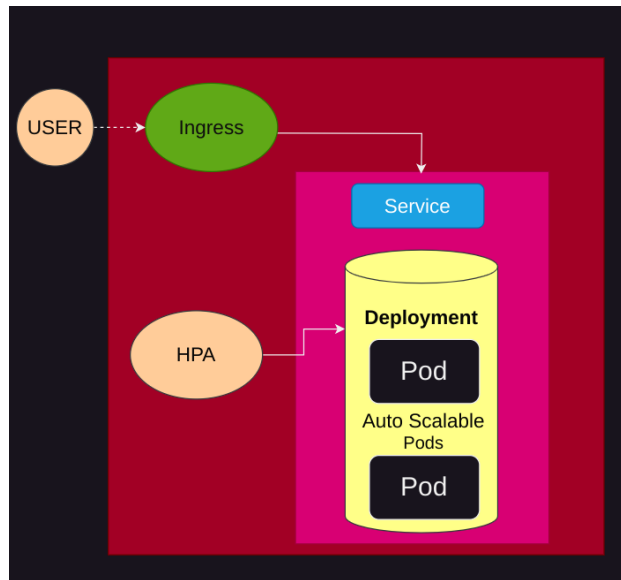 USER
Ingress
Service
Deployment
HPA
Pod
Auto Scalable
Pods
Pod